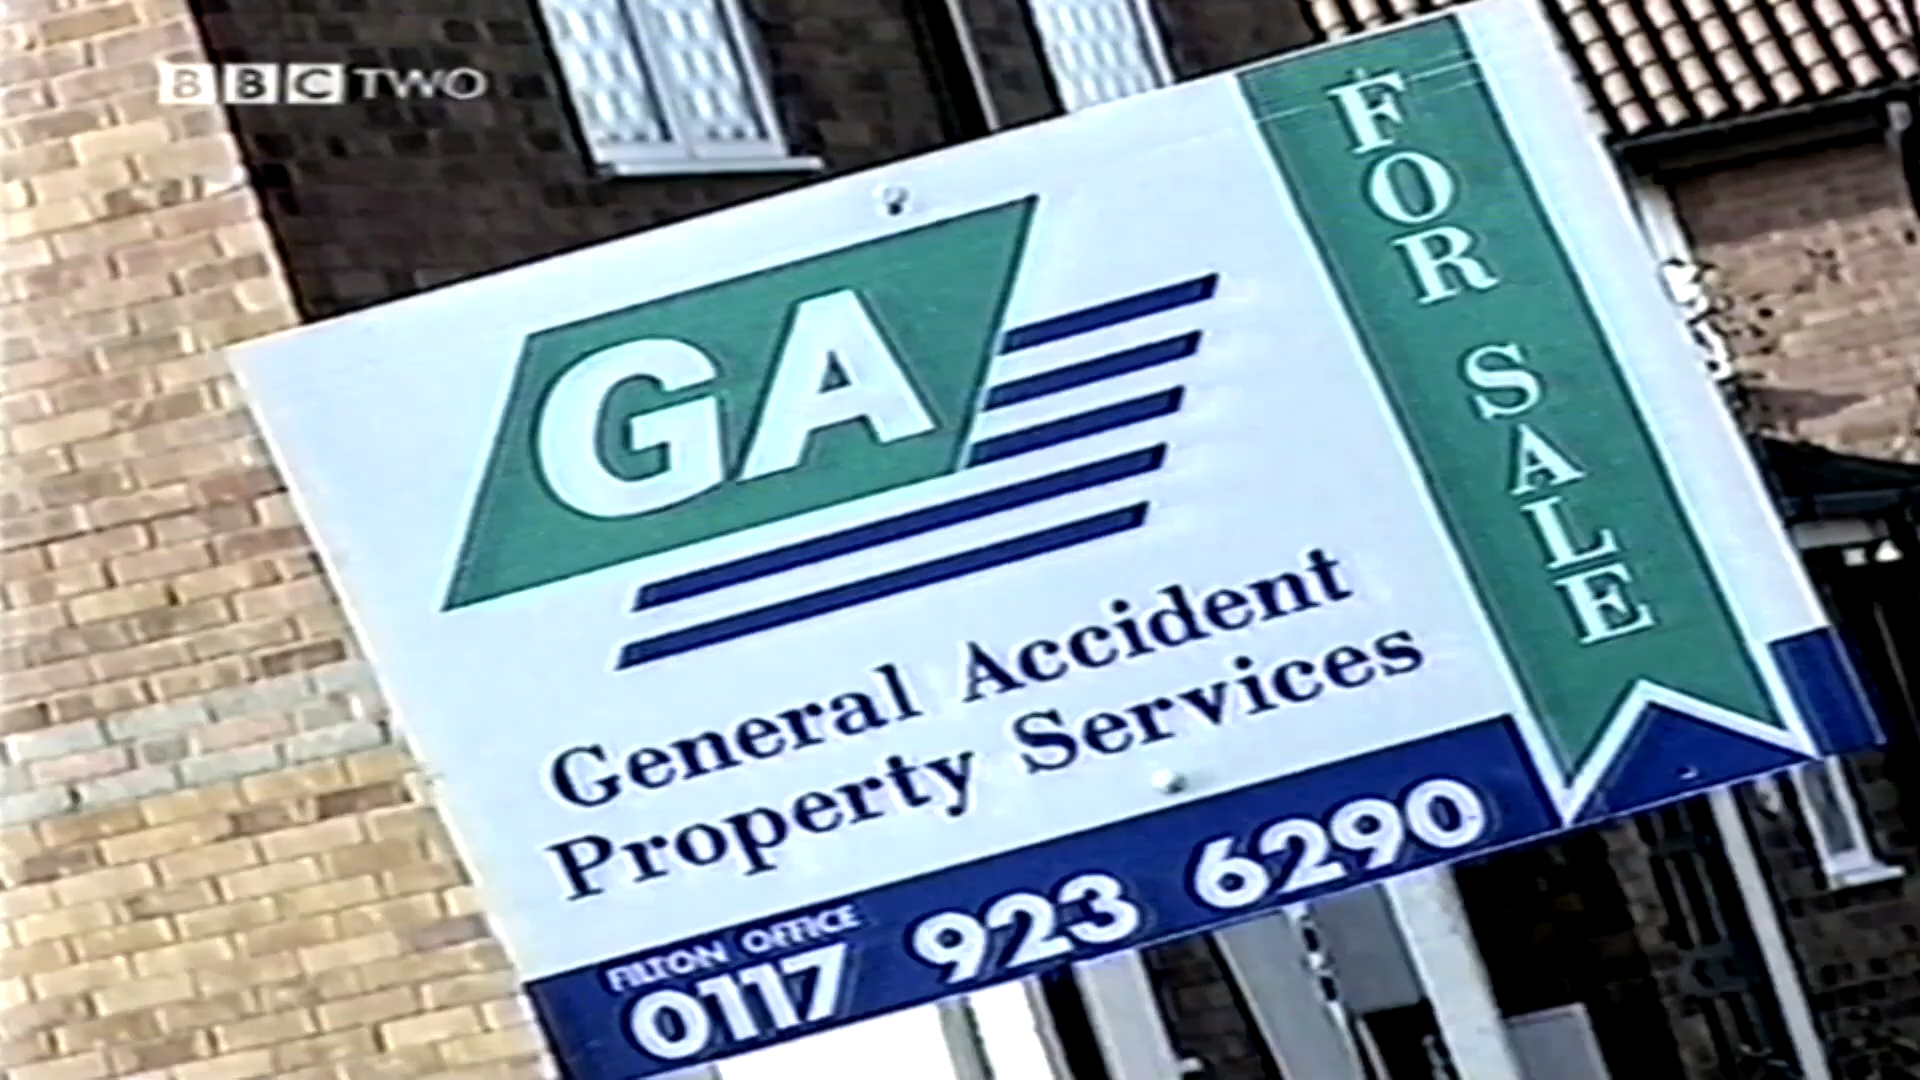 BBC TWO
GA
General Accident
Property Services
FILTON OFFICE
0117 923 6290
FOR SALE